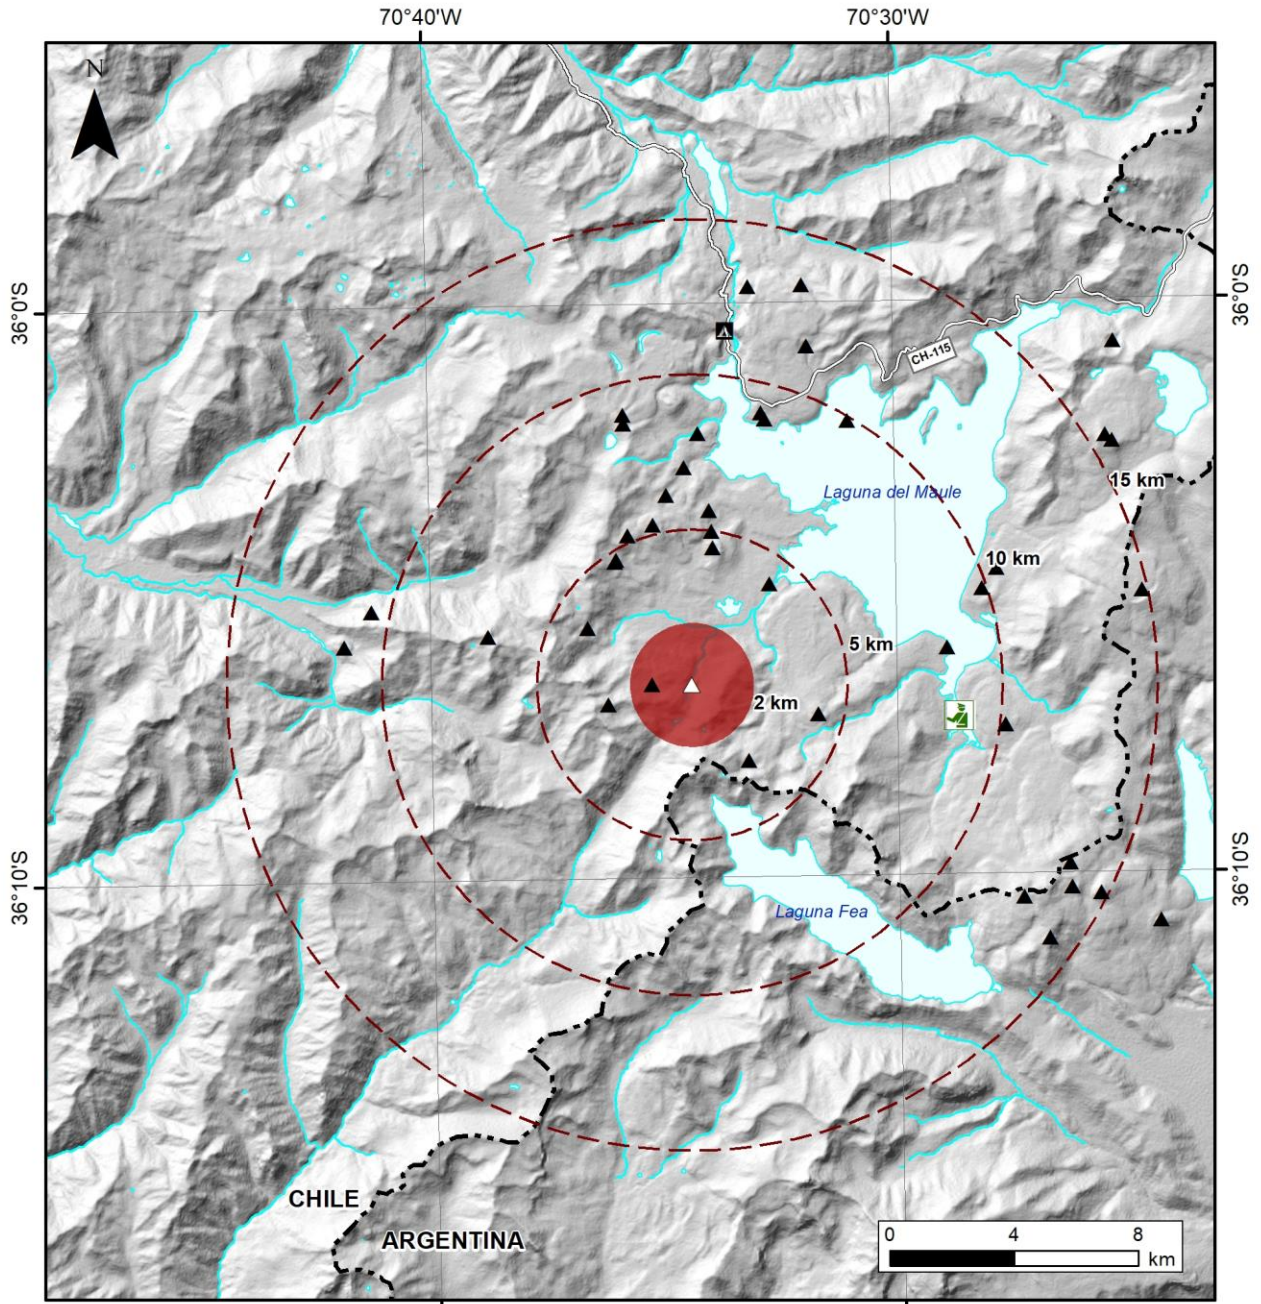 70°40'W 70°30'W
N
36°0'S 36°0'S
CH-115
15 km
Laguna del Maule
10 km
5 km
2 km
36°10'S 36°10'S
Laguna Fea
CHILE
ARGENTINA
0 4 8
km